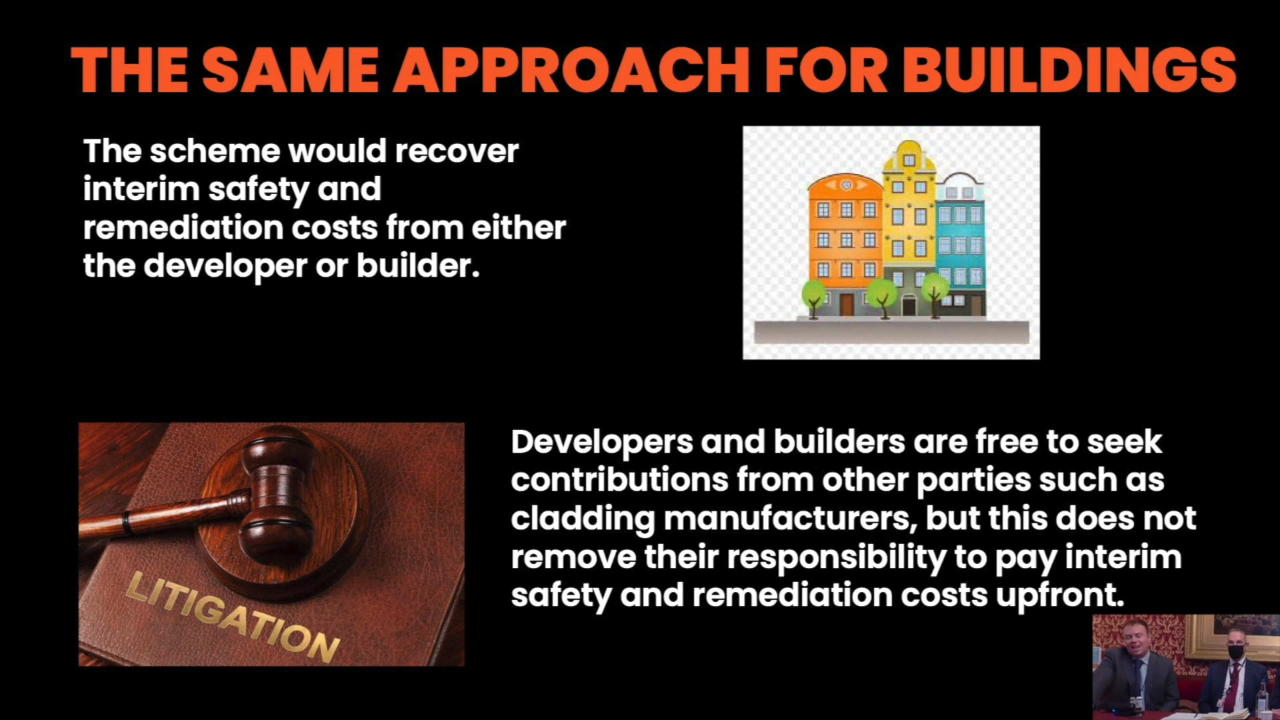 THE SAME APPROACH FOR BUILDINGS
The scheme would recover
interim safety and
remediation costs from either
the developer or builder.
LITIGATION
Developers and builders are free to seek
contributions from other parties such as
cladding manufacturers, but this does not
remove their responsibility to pay interim
safety and remediation costs upfront.